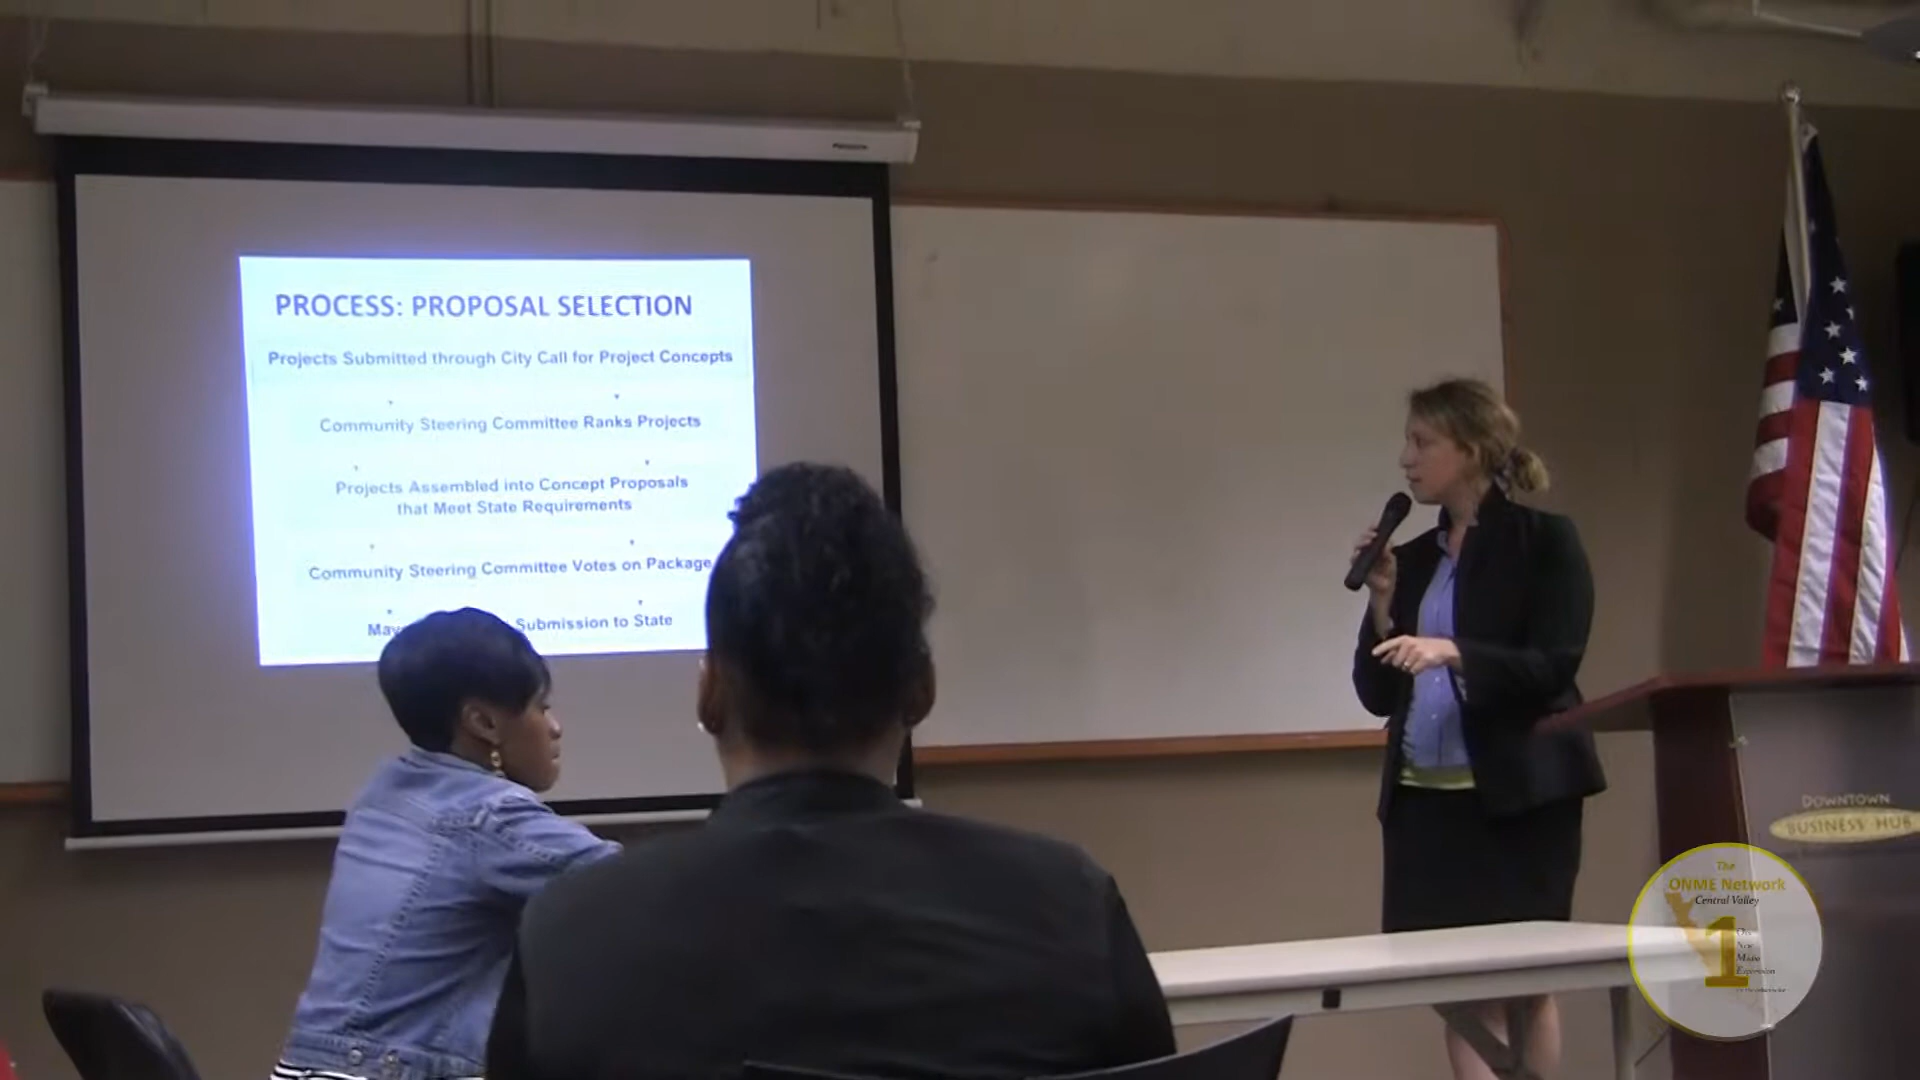 PROCESS: PROPOSAL SELECTION
Projects Submitted through City Call for Project Concepts
Community Steering Committee Ranks Projects
Projects Assembled into Concept Proposals
that Meet State Requirements
Community Steering Committee Votes on Package
Submission to State
DOWNTOWN
BUSINESS HUB
The
ONME Network
Central Valley
1